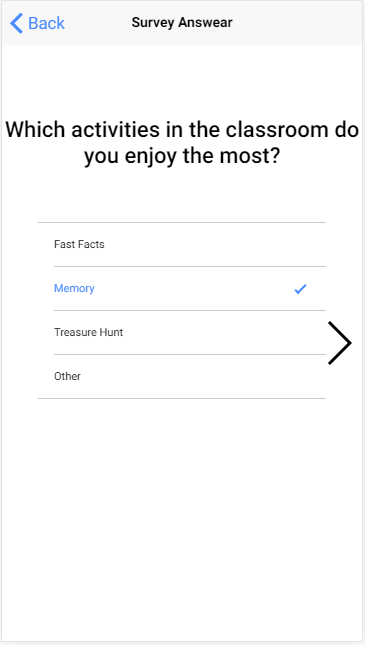 Back
Survey Answear
Which activities in the classroom do
you enjoy the most?
Fast Facts
Memory
Treasure Hunt
Other